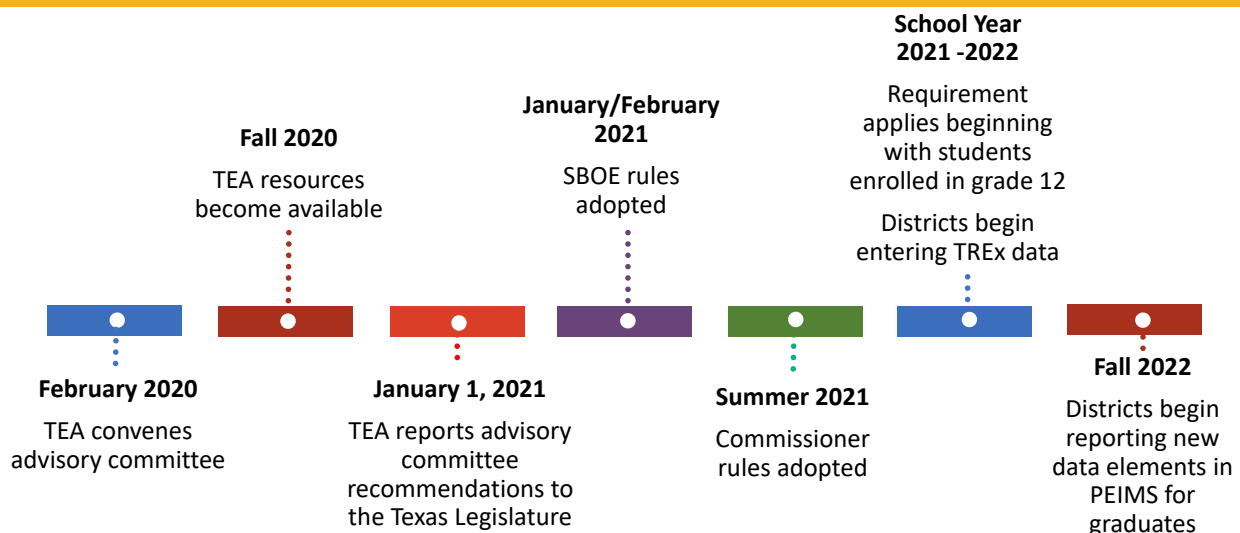 February 2020
TEA convenes
advisory committee
Fall 2020
TEA resources
become available
January 1, 2021
TEA reports advisory
committee
recommendations to
the Texas Legislature
January/February
2021
SBOE rules
adopted
Summer 2021
Commissioner
rules adopted
School Year
2021 -2022
Requirement
applies beginning
with students
enrolled in grade 12
Districts begin
entering TREx data
Fall 2022
Districts begin
reporting new
data elements in
PEIMS for
graduates